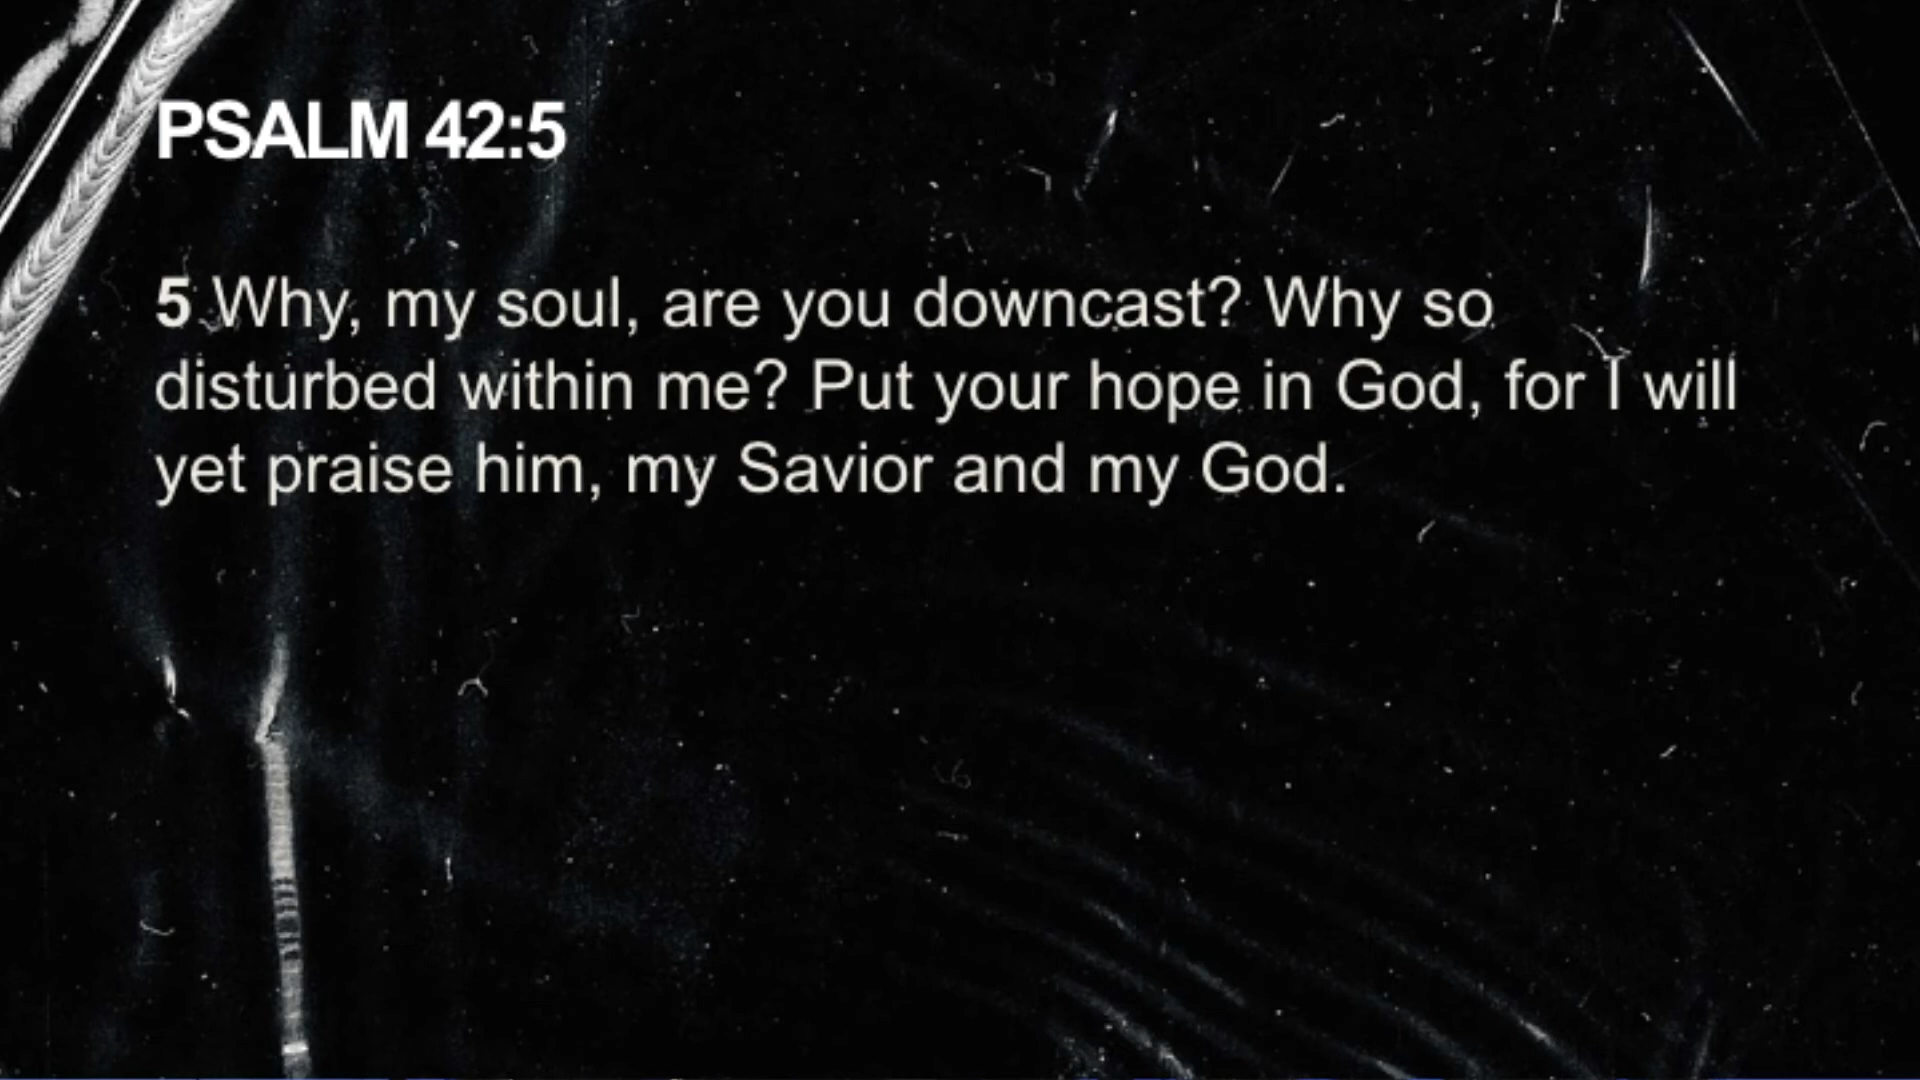 PSALM 42:5
5 Why, my soul, are you downcast? Why so
disturbed within me? Put your hope in God, for I will
yet praise him, my Savior and my God.